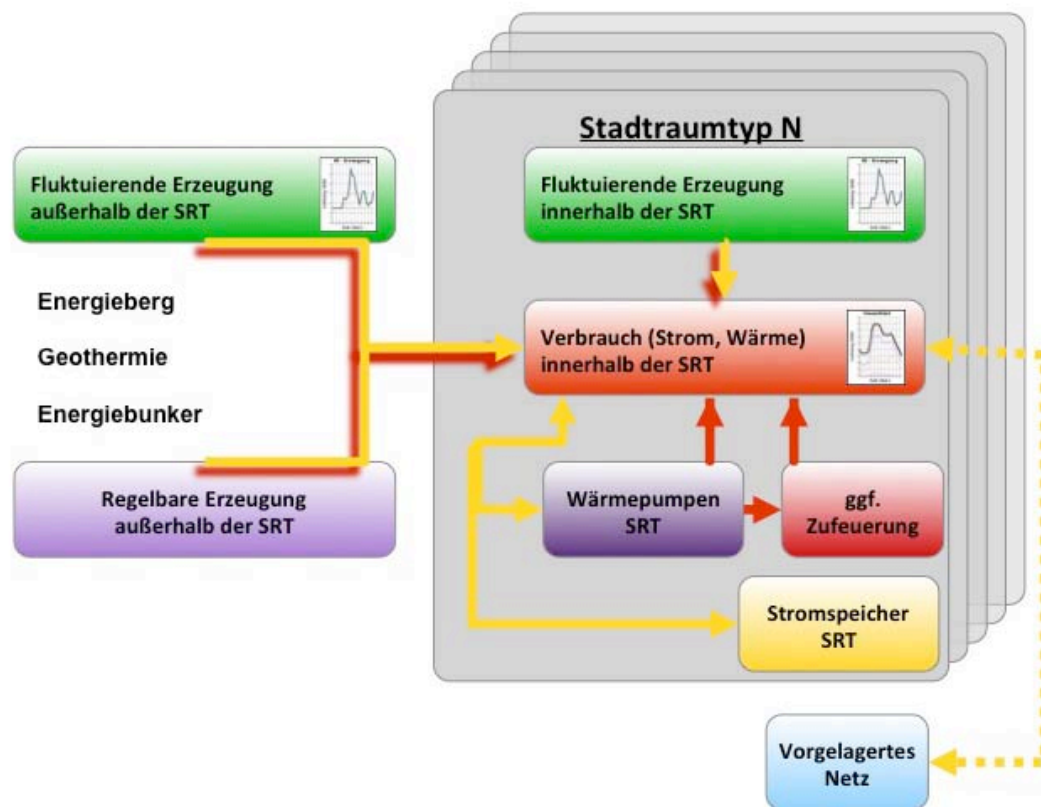 Stadtraumtyp N
Fluktuierende Erzeugung
außerhalb der SRT
Fluktuierende Erzeugung
innerhalb der SRT
Energieberg
Geothermie
Energiebunker
Verbrauch (Strom, Wärme)
innerhalb der SRT
Regelbare Erzeugung
außerhalb der SRT
Wärmepumpen
SRT
ggf.
Zufeuerung
Stromspeicher
SRT
Vorgelagertes
Netz